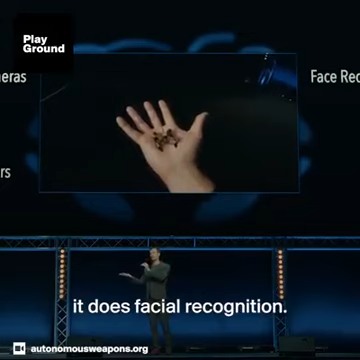 Play
Ground
eras
Face Rec
rs
it does facial recognition.
autonomousweapons.org